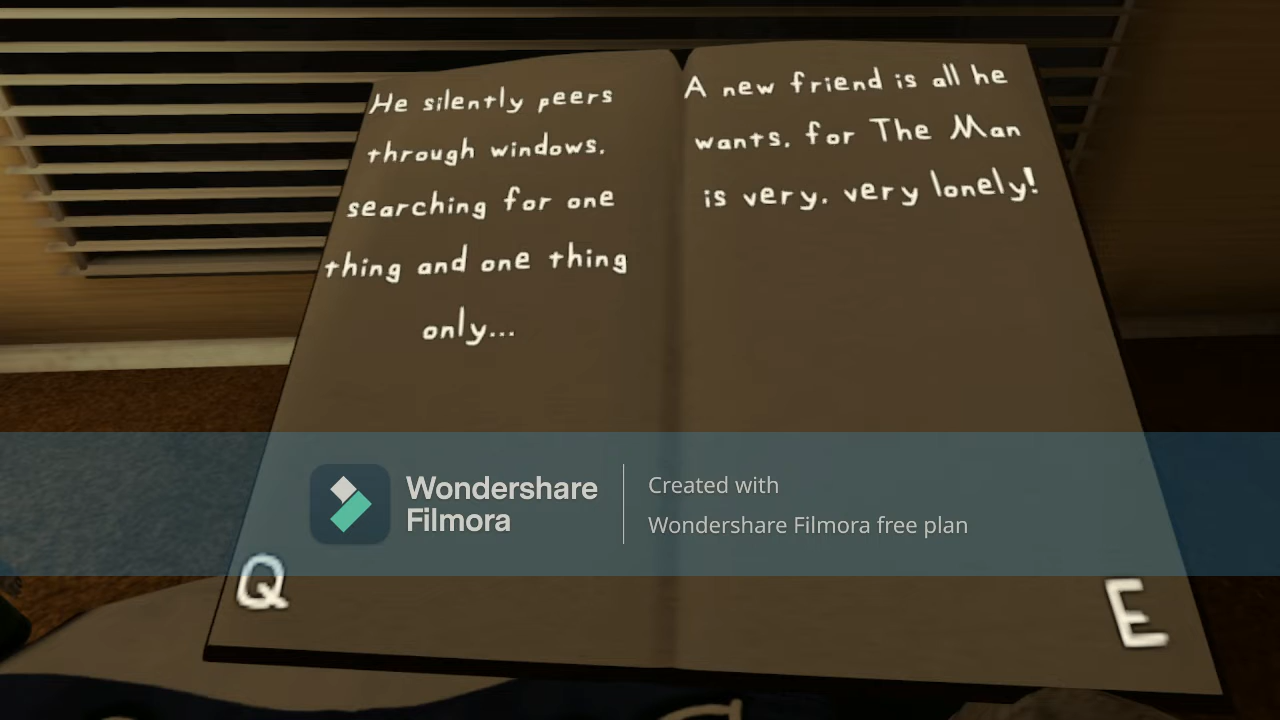 He silently peers
through windows,
searching for one
thing and one thing
only...
A new friend is all he
wants, for The Man
is very, very lonely!
Wondershare
Filmora
Created with
Wondershare Filmora free plan
Q
E